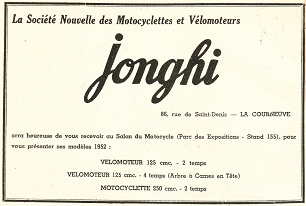 La Société Nouvelle des Motocyclettes et Vélomoteurs
jonghi
86, rue de Saint-Denis — LA COURNEUVE
sera heureuse de vous recevoir au Salon du Motocycle (Parc des Expositions - Stand 155), pour
vous présenter ses modèles 1952 :
VELOMOTEUR 125 cmc. - 2 temps
VELOMOTEUR 125 cmc. - 4 temps (Arbre à Cames en Tête)
MOTOCYCLETTE 250 cmc. - 2 temps